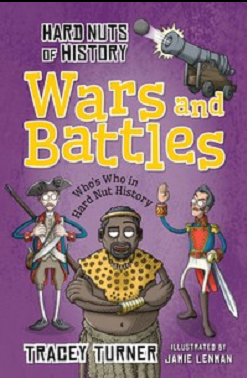 HARD NUTS
OF HISTORY
Wars and
Battles
Who's Who in
Hard Nut History
TRACEY TURNER
ILLUSTRATED BY
JAMIE LENMAN